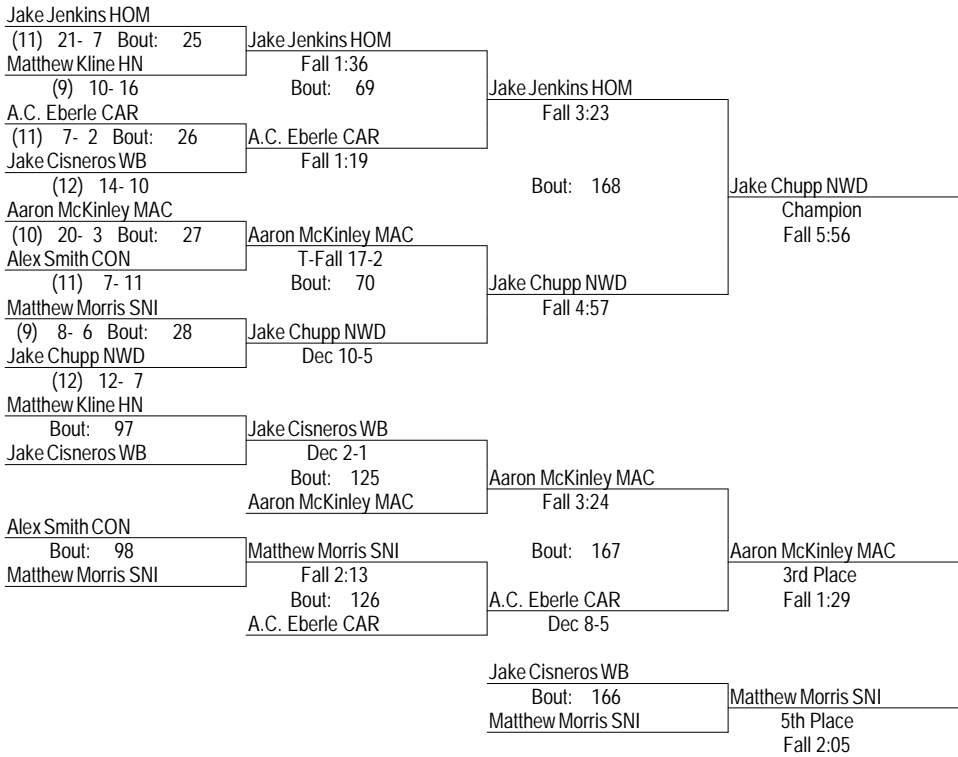 Jake Jenkins HOM
(11) 21- 7 Bout: 25 Jake Jenkins HOM
Matthew Kline HN Fall 1:36
(9) 10- 16 Bout: 69 Jake Jenkins HOM
A.C. Eberle CAR Fall 3:23
(11) 7- 2 Bout: 26 A.C. Eberle CAR
Jake Cisneros WB Fall 1:19
(12) 14- 10 Bout: 168 Jake Chupp NWD
Aaron McKinley MAC Champion
(10) 20- 3 Bout: 27 Aaron McKinley MAC Fall 5:56
Alex Smith CON T-Fall 17-2
(11) 7- 11 Bout: 70 Jake Chupp NWD
Matthew Morris SNI Fall 4:57
(9) 8- 6 Bout: 28 Jake Chupp NWD
Jake Chupp NWD Dec 10-5
(12) 12- 7
Matthew Kline HN
Bout: 97 Jake Cisneros WB
Jake Cisneros WB Dec 2-1
Bout: 125 Aaron McKinley MAC
Aaron McKinley MAC Fall 3:24
Alex Smith CON
Bout: 98 Matthew Morris SNI Bout: 167 Aaron McKinley MAC
Matthew Morris SNI Fall 2:13 3rd Place
Bout: 126 A.C. Eberle CAR Fall 1:29
A.C. Eberle CAR Dec 8-5
Jake Cisneros WB
Bout: 166 Matthew Morris SNI
Matthew Morris SNI 5th Place
Fall 2:05